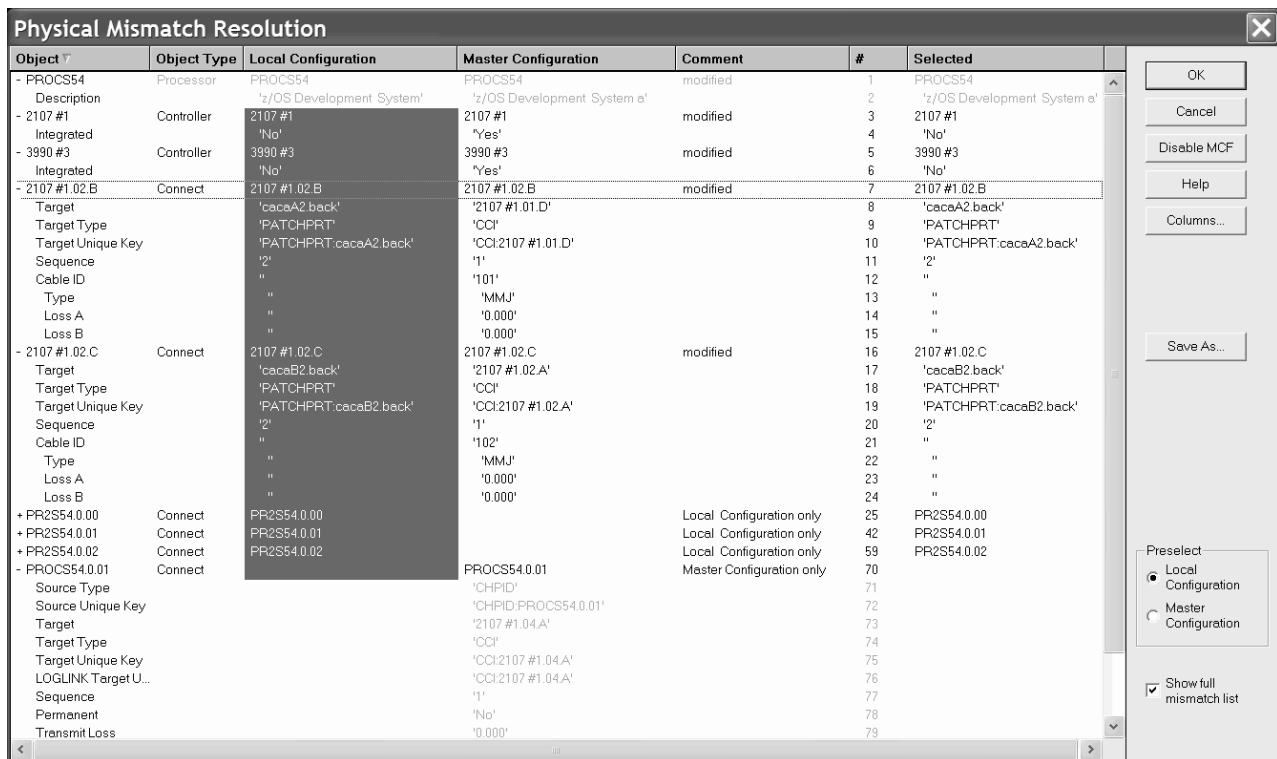 Physical Mismatch Resolution
Object Object Type Local Configuration Master Configuration Comment # Selected
- PROCS54 Processor PROCS54 PROCS54 modified 1 PROCS54
Description 'z/OS Development System' 'z/OS Development System a' 2 'z/OS Development System a'
- 2107 #1 Controller 2107 #1 2107 #1 modified 3 2107 #1
Integrated 'No' 'Yes' 4 'No'
- 3990 #3 Controller 3990 #3 3990 #3 modified 5 3990 #3
Integrated 'No' 'Yes' 6 'No'
- 2107 #1.02.B Connect 2107 #1.02.B 2107 #1.02.B modified 7 2107 #1.02.B
Target 'cacaA2.back' '2107 #1.01.D' 8 'cacaA2.back'
Target Type 'PATCHPRT' 'CCI' 9 'PATCHPRT'
Target Unique Key 'PATCHPRT:cacaA2.back' 'CCI:2107 #1.01.D' 10 'PATCHPRT:cacaA2.back'
Sequence '2' '1' 11 '2'
Cable ID '' '101' 12 ''
Type '' 'MMJ' 13 ''
Loss A '' '0.000' 14 ''
Loss B '' '0.000' 15 ''
- 2107 #1.02.C Connect 2107 #1.02.C 2107 #1.02.C modified 16 2107 #1.02.C
Target 'cacaB2.back' '2107 #1.02.A' 17 'cacaB2.back'
Target Type 'PATCHPRT' 'CCI' 18 'PATCHPRT'
Target Unique Key 'PATCHPRT:cacaB2.back' 'CCI:2107 #1.02.A' 19 'PATCHPRT:cacaB2.back'
Sequence '2' '1' 20 '2'
Cable ID '' '102' 21 ''
Type '' 'MMJ' 22 ''
Loss A '' '0.000' 23 ''
Loss B '' '0.000' 24 ''
+ PR2S54.0.00 Connect PR2S54.0.00 Local Configuration only 25 PR2S54.0.00
+ PR2S54.0.01 Connect PR2S54.0.01 Local Configuration only 42 PR2S54.0.01
+ PR2S54.0.02 Connect PR2S54.0.02 Local Configuration only 59 PR2S54.0.02
- PROCS54.0.01 Connect PROCS54.0.01 Master Configuration only 70
Source Type 'CHPID' 71
Source Unique Key 'CHPID:PROCS54.0.01' 72
Target '2107 #1.04.A' 73
Target Type 'CCI' 74
Target Unique Key 'CCI:2107 #1.04.A' 75
LOGLINK Target U... 'CCI:2107 #1.04.A' 76
Sequence '1' 77
Permanent 'No' 78
Transmit Loss '0.000' 79
OK
Cancel
Disable MCF
Help
Columns...
Save As...
Preselect
Local
Configuration
Master
Configuration
Show full
mismatch list